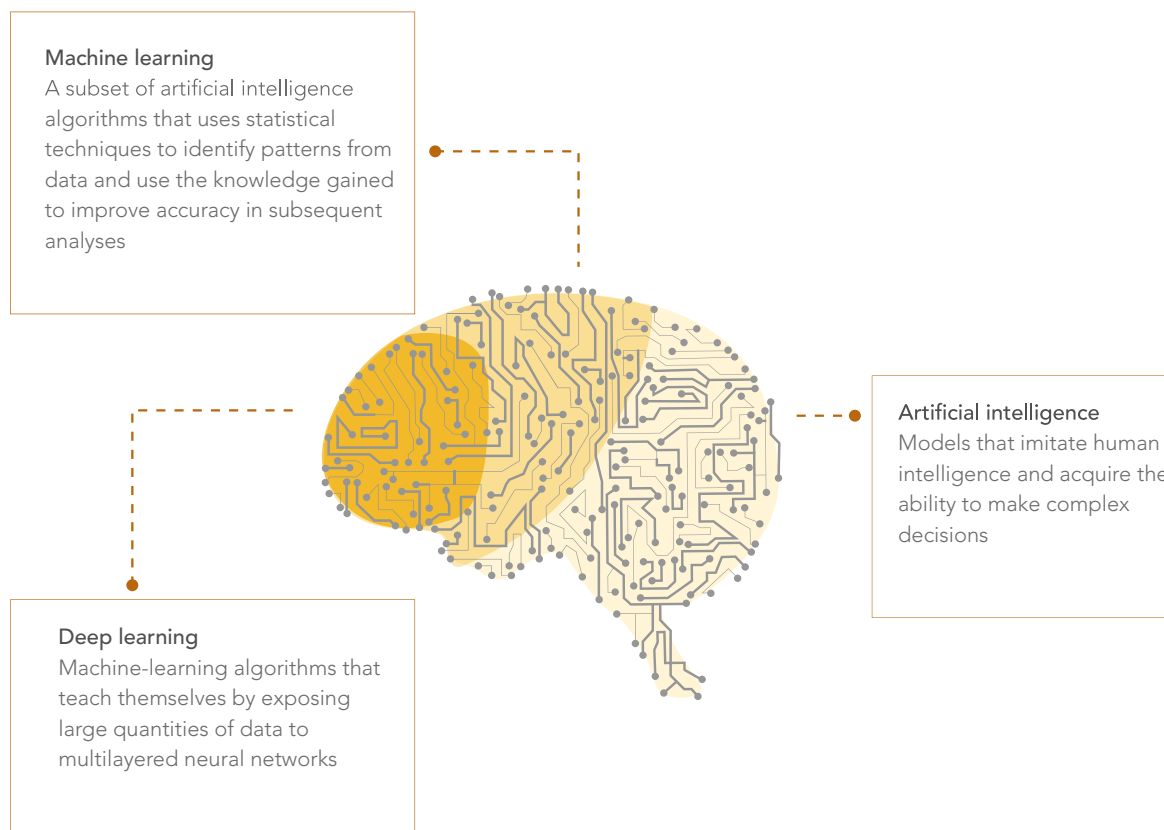 Machine learning
A subset of artificial intelligence
algorithms that uses statistical
techniques to identify patterns from
data and use the knowledge gained
to improve accuracy in subsequent
analyses
Artificial intelligence
Models that imitate human
intelligence and acquire the
ability to make complex
decisions
Deep learning
Machine-learning algorithms that
teach themselves by exposing
large quantities of data to
multilayered neural networks